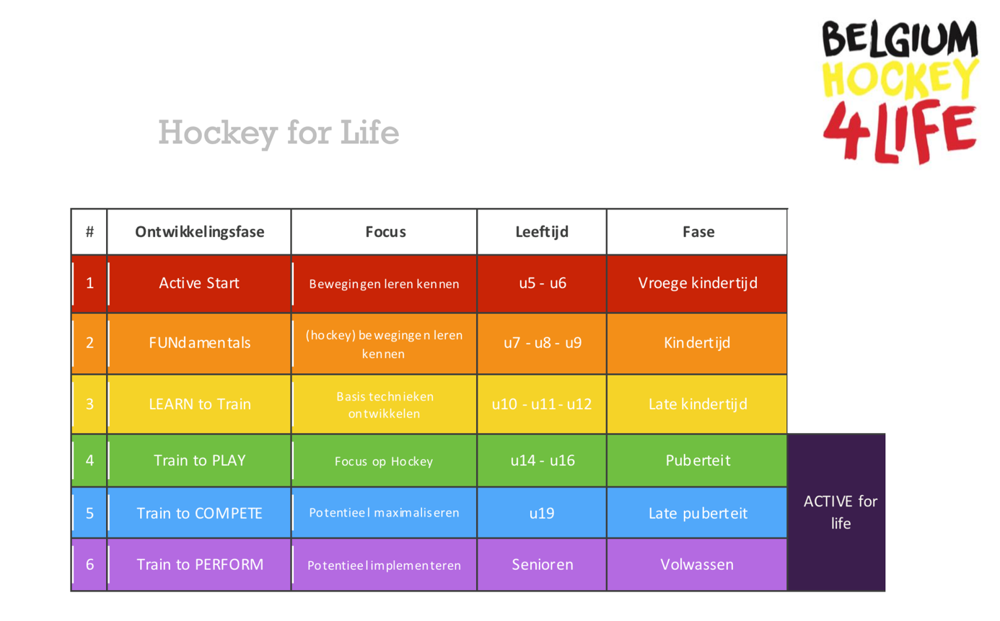 BELGIUM
HOCKEY
4LIFE
Hockey for Life
# Ontwikkelingsfase Focus Leeftijd Fase
1 Active Start Bewegingen leren kennen u5 - u6 Vroege kindertijd
2 FUNdamentals (hockey) bewegingen leren kennen u7 - u8 - u9 Kindertijd
3 LEARN to Train Basis technieken ontwikkelen u10 - u11- u12 Late kindertijd
4 Train to PLAY Focus op Hockey u14 - u16 Puberteit
5 Train to COMPETE Potentieel maximaliseren u19 Late puberteit
6 Train to PERFORM Potentieel implementeren Senioren Volwassen
ACTIVE for
life